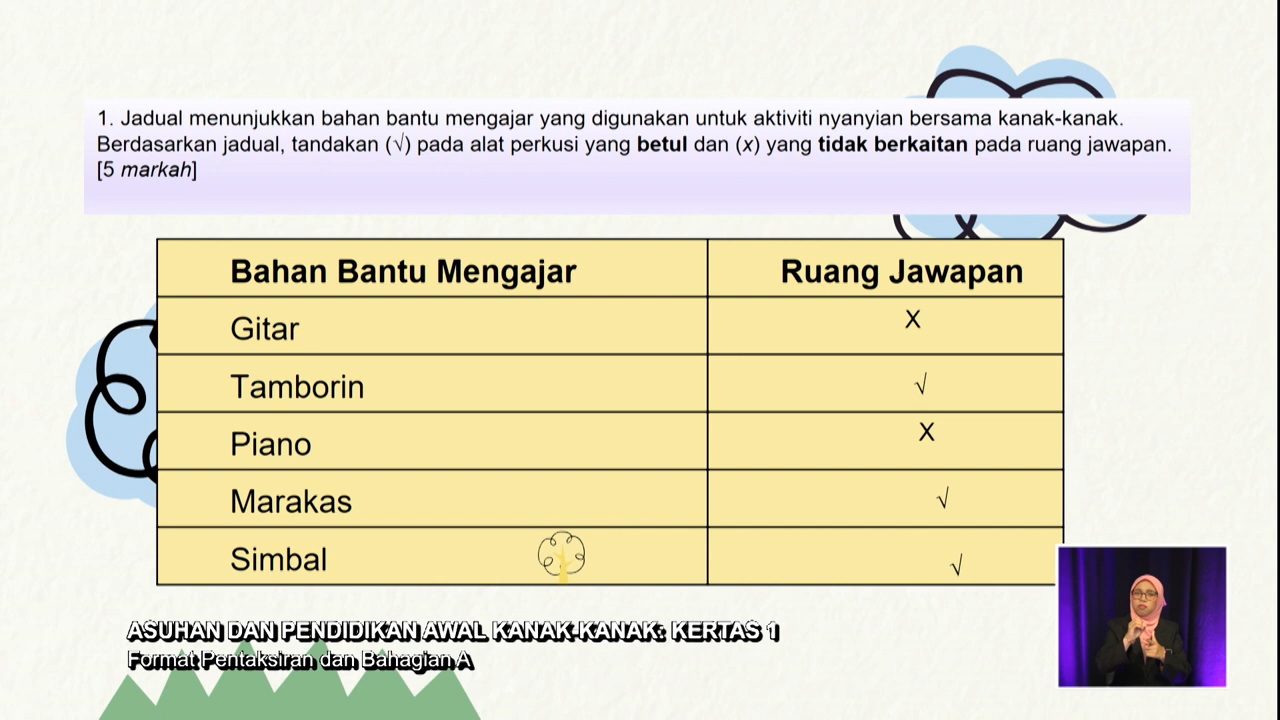 1. Jadual menunjukkan bahan bantu mengajar yang digunakan untuk aktiviti nyanyian bersama kanak-kanak.
Berdasarkan jadual, tandakan (√) pada alat perkusi yang betul dan (x) yang tidak berkaitan pada ruang jawapan.
[5 markah]
Bahan Bantu Mengajar Ruang Jawapan
Gitar X
Tamborin √
Piano X
Marakas √
Simbal √
ASUHAN DAN PENDIDIKAN AWAL KANAK-KANAK: KERTAS 1
Format Pentaksiran dan Bahagian A